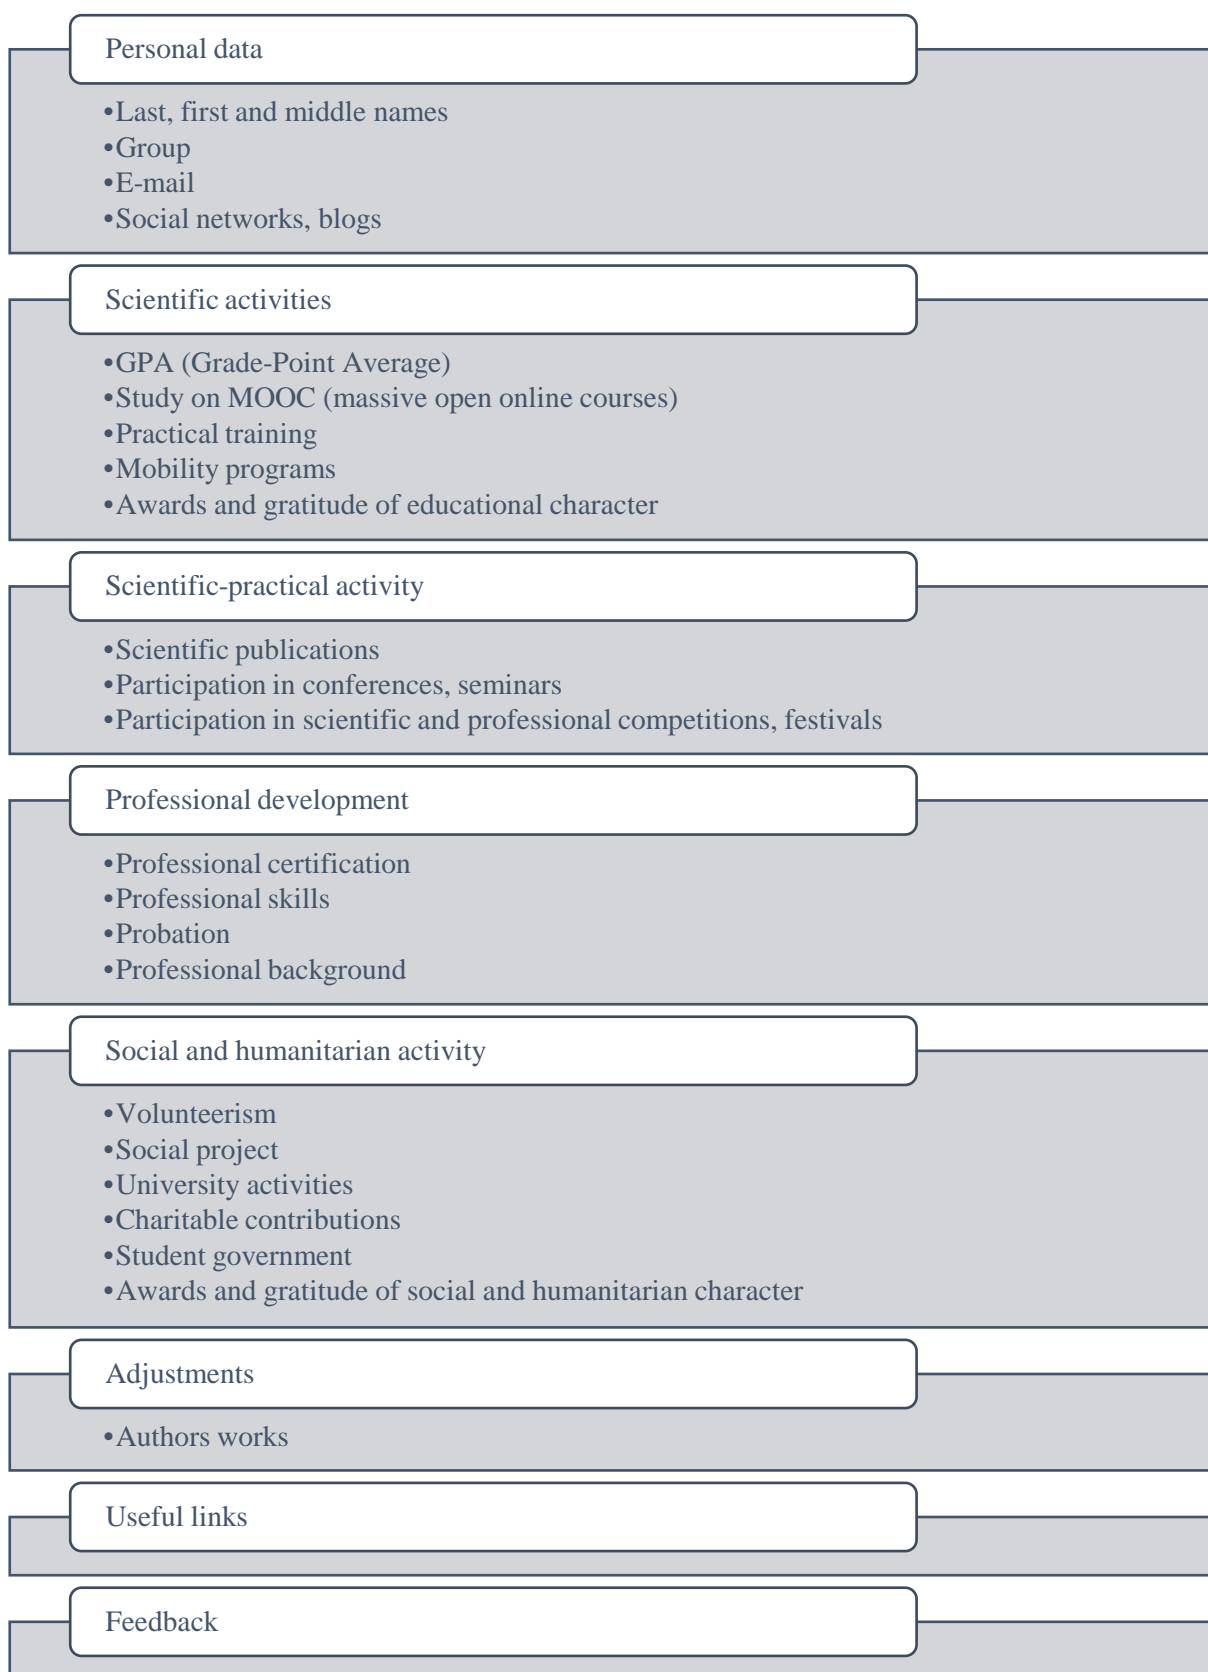 Personal data
•Last, first and middle names
•Group
•E-mail
•Social networks, blogs
Scientific activities
•GPA (Grade-Point Average)
•Study on MOOC (massive open online courses)
•Practical training
•Mobility programs
•Awards and gratitude of educational character
Scientific-practical activity
•Scientific publications
•Participation in conferences, seminars
•Participation in scientific and professional competitions, festivals
Professional development
•Professional certification
•Professional skills
•Probation
•Professional background
Social and humanitarian activity
•Volunteerism
•Social project
•University activities
•Charitable contributions
•Student government
•Awards and gratitude of social and humanitarian character
Adjustments
•Authors works
Useful links
Feedback